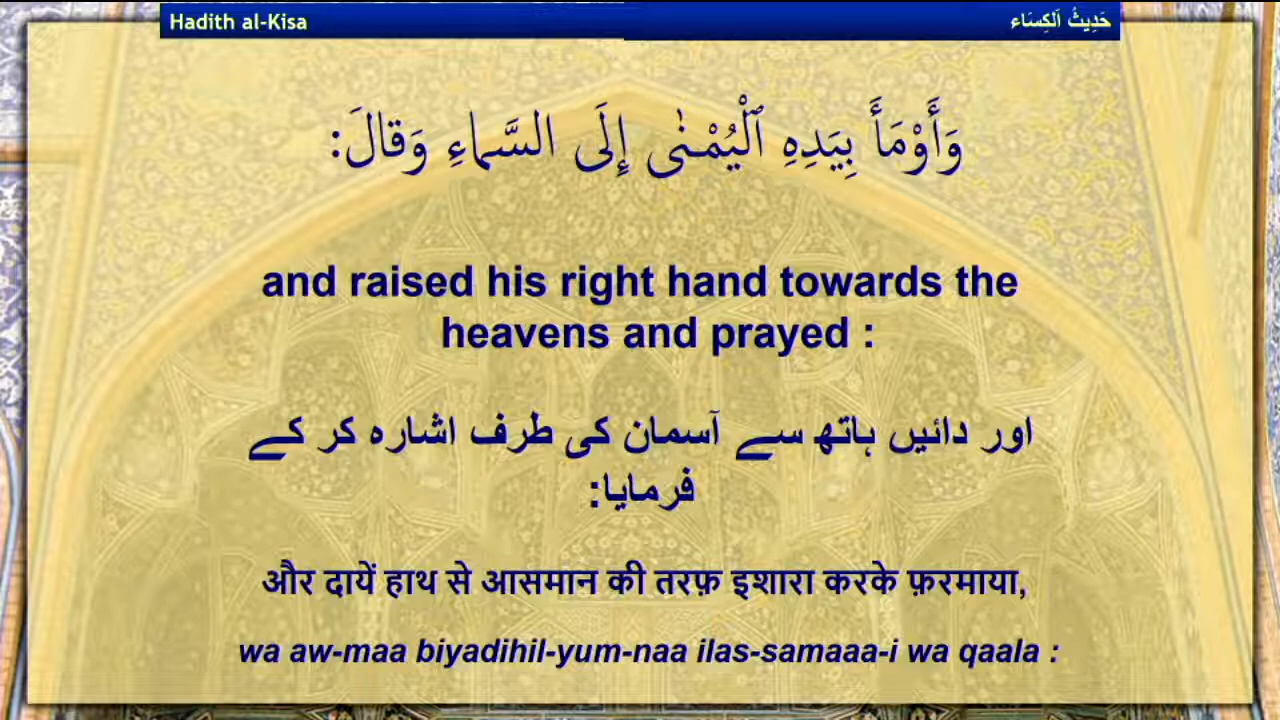 Hadith al-Kisa
حَدِيثُ اَلكِسَاء
وَأَوْمَأَ بِيَدِهِ ٱلْيُمْنٰى إِلَى السَّماءِ وَقالَ:
and raised his right hand towards the
heavens and prayed :
اور دائیں ہاتھ سے آسمان کی طرف اشارہ کر کے
فرمایا:
और दायें हाथ से आसमान की तरफ़ इशारा करके फ़रमाया,
wa aw-maa biyadihil-yum-naa ilas-samaaa-i wa qaala :